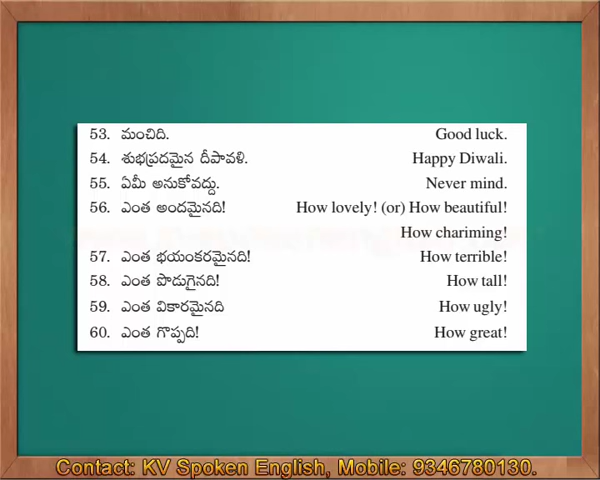 53. మంచిది. Good luck.
54. శుభప్రదమైన దీపావళి. Happy Diwali.
55. ఏమీ అనుకోవద్దు. Never mind.
56. ఎంత అందమైనది! How lovely! (or) How beautiful!
How chariming!
57. ఎంత భయంకరమైనది! How terrible!
58. ఎంత పొడుగైనది! How tall!
59. ఎంత వికారమైనది How ugly!
60. ఎంత గొప్పది! How great!
Contact: KV Spoken English, Mobile: 9346780130.